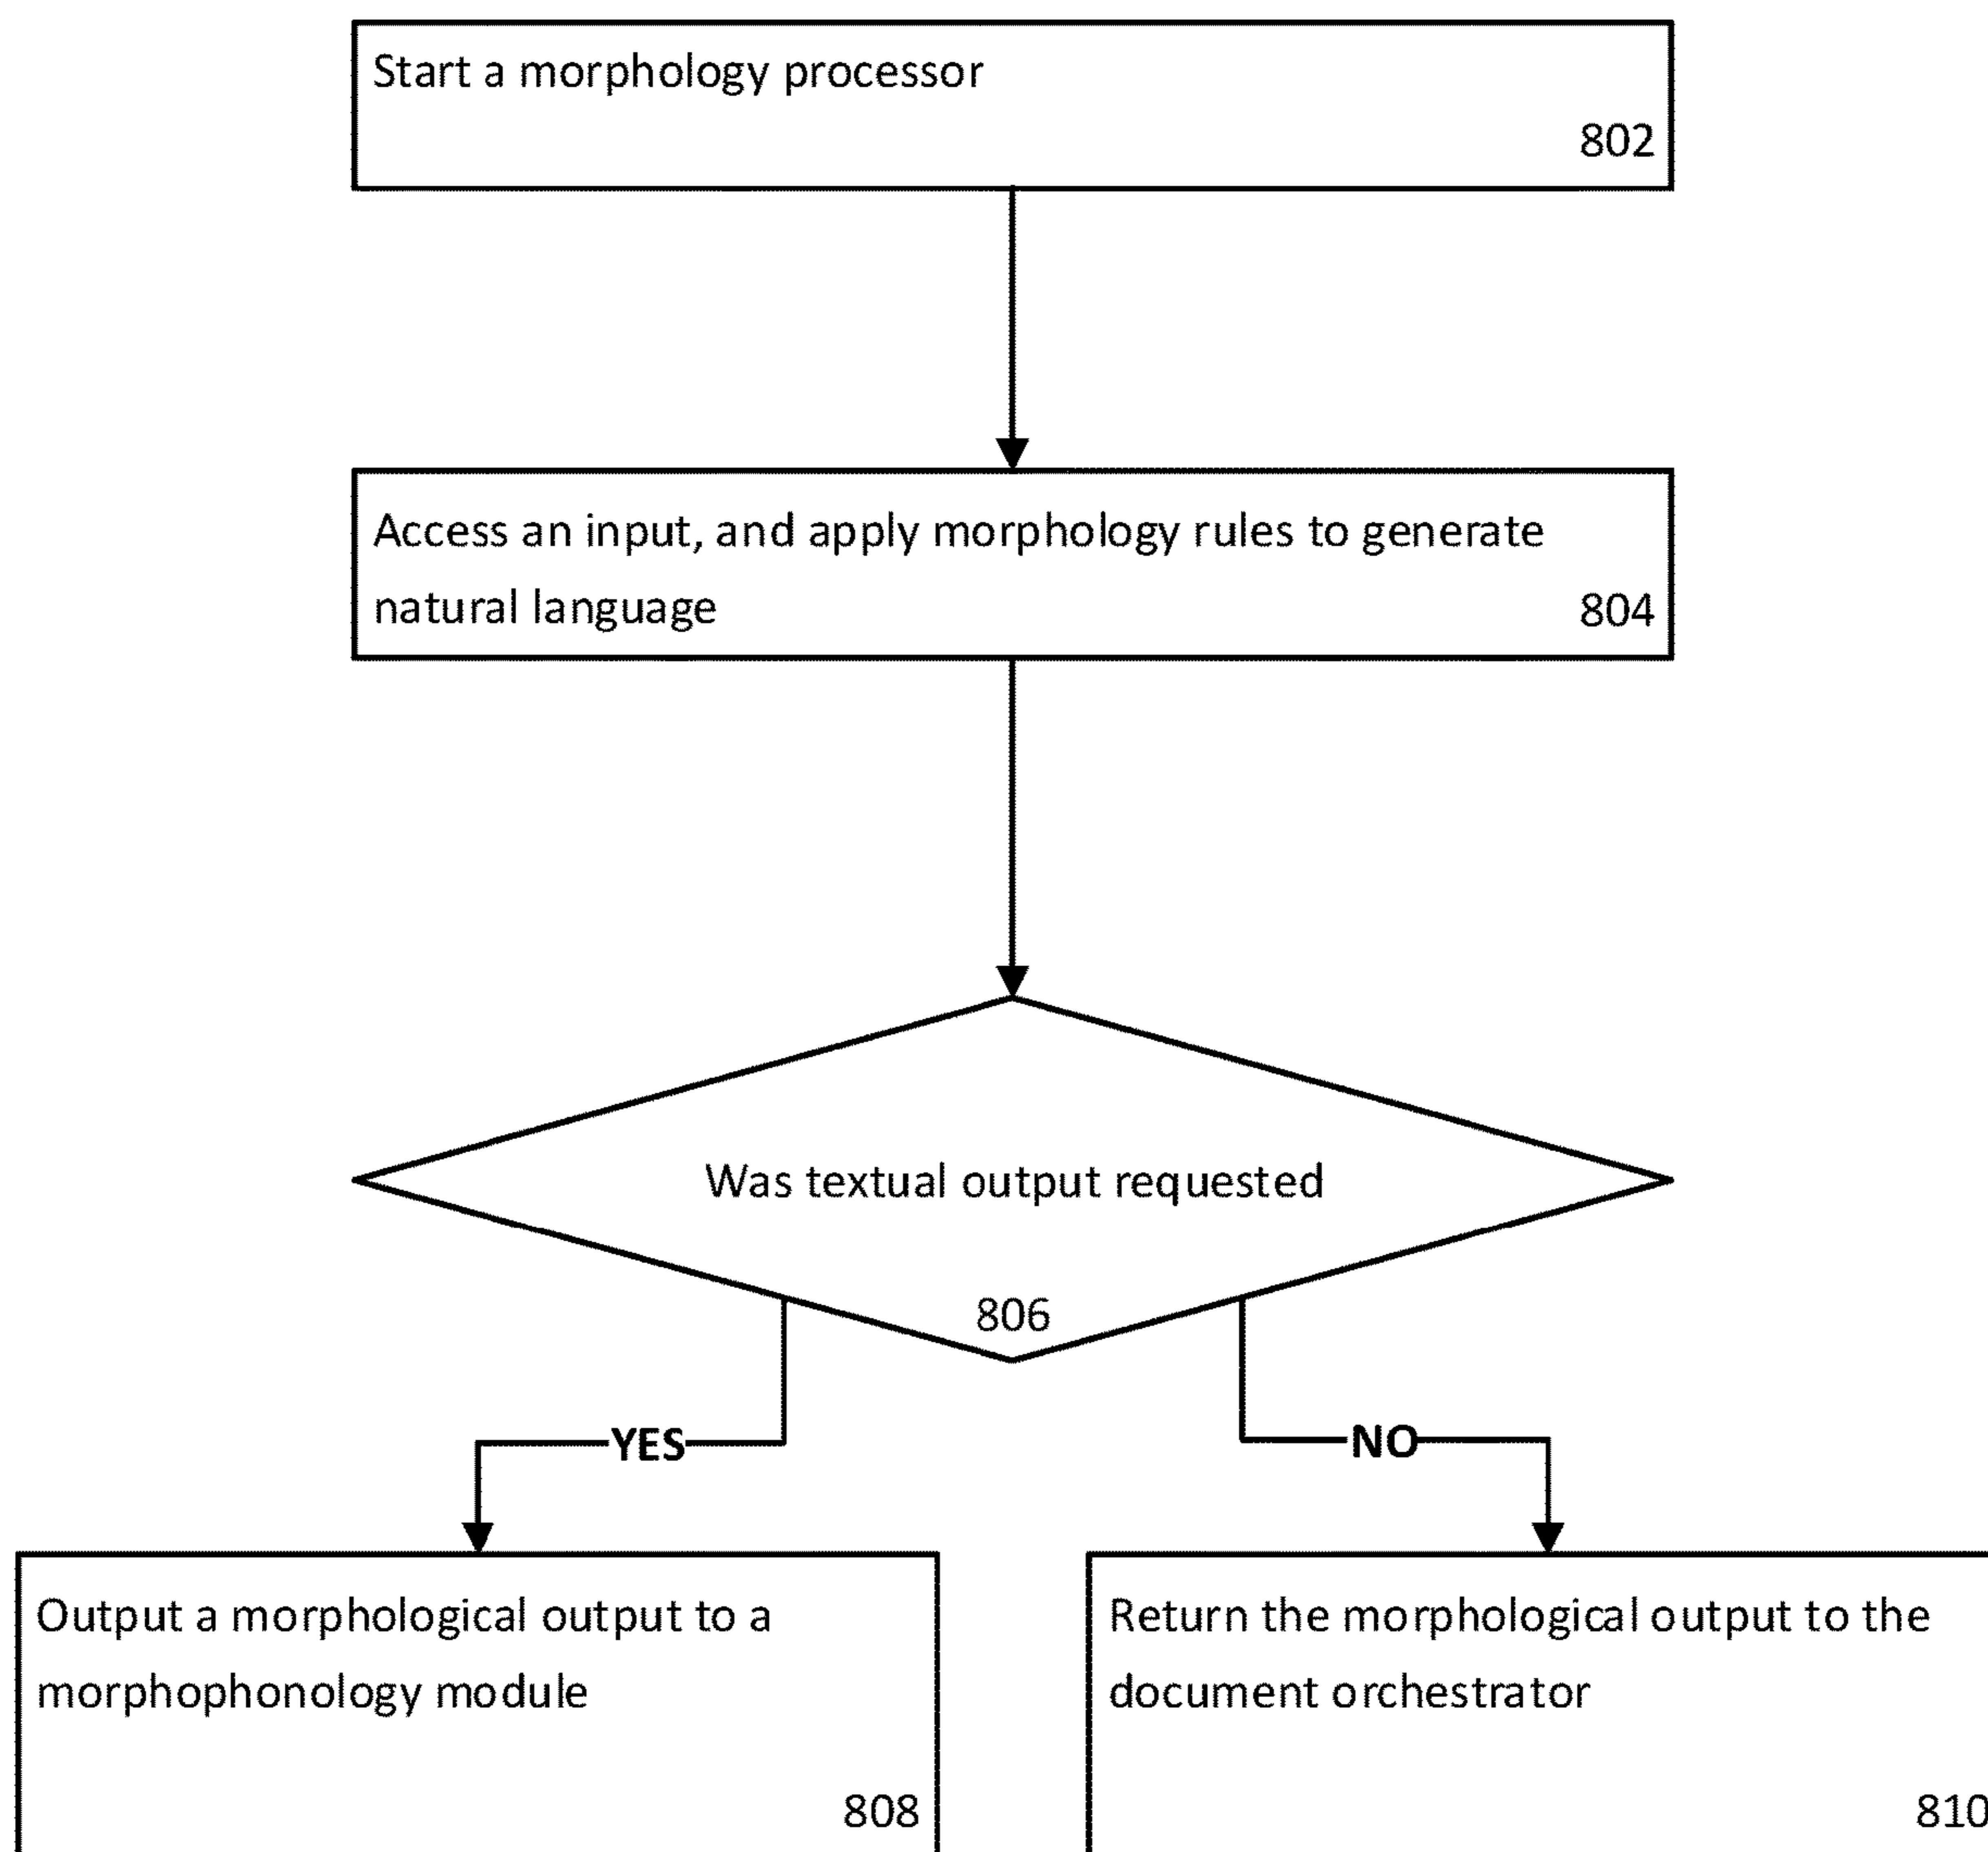 Start a morphology processor
802
Access an input, and apply morphology rules to generate
natural language 804
Was textual output requested
806
YES NO
Output a morphological output to a
morphophonology module
808
Return the morphological output to the
document orchestrator
810